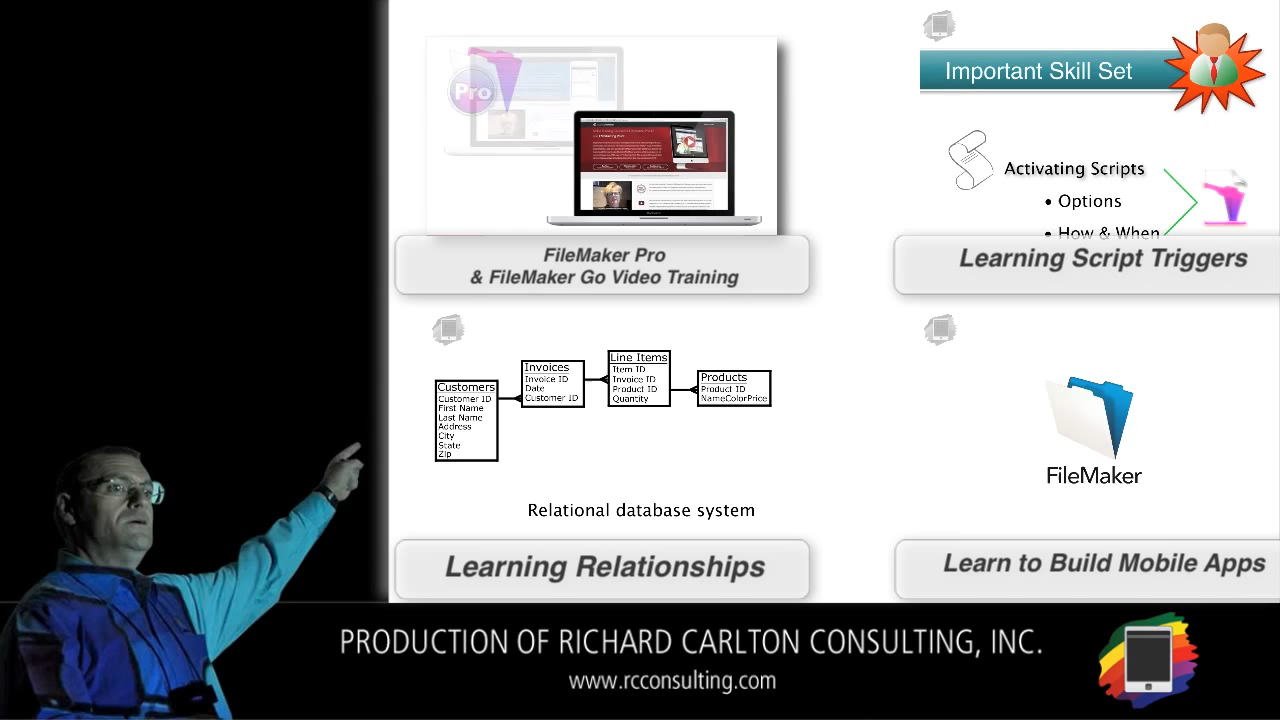 Pro
FileMaker Pro
& FileMaker Go Video Training
Important Skill Set
Activating Scripts
• Options
• How & When
Learning Script Triggers
Customers
Customer ID
First Name
Last Name
Address
City
State
Zip
Invoices
Invoice ID
Date
Customer ID
Line Items
Item ID
Invoice ID
Product ID
Quantity
Products
Product ID
NameColorPrice
Relational database system
Learning Relationships
FileMaker
Learn to Build Mobile Apps
PRODUCTION OF RICHARD CARLTON CONSULTING, INC.
www.rcconsulting.com